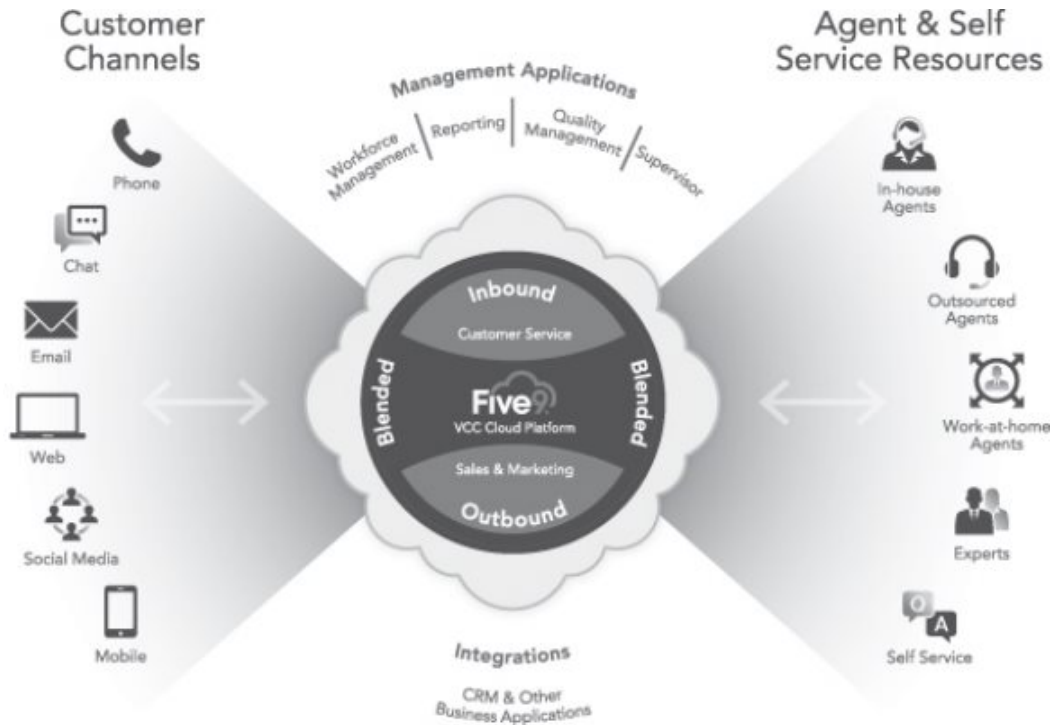 Customer
Channels
Phone
Chat
Email
Web
Social Media
Mobile
Management Applications
Workforce
Management
Reporting
Quality
Management
Supervisor
Inbound
Customer Service
Blended
Five9
VCC Cloud Platform
Blended
Sales & Marketing
Outbound
Integrations
CRM & Other
Business Applications
Agent & Self
Service Resources
In-house
Agents
Outsourced
Agents
Work-at-home
Agents
Experts
Q
A
Self Service